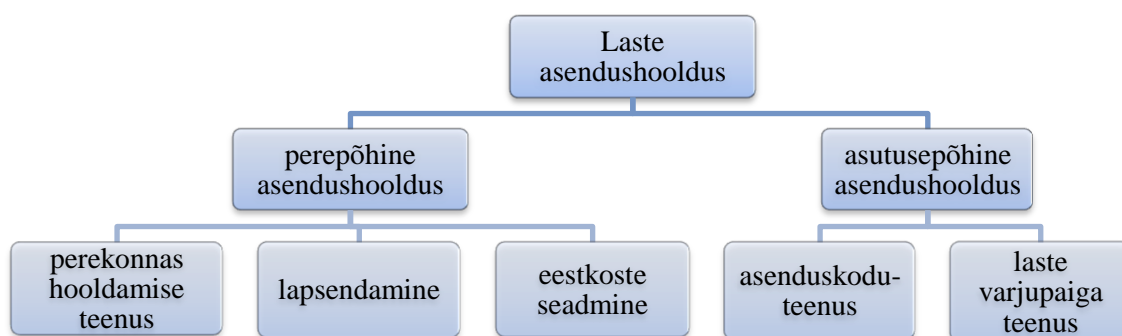 Laste
asendushooldus
perepõhine
asendushooldus
asutusepõhine
asendushooldus
perekonnas
hooldamise
teenus
lapsendamine
eestkoste
seadmine
asenduskodu-
teenus
laste
varjupaiga
teenus